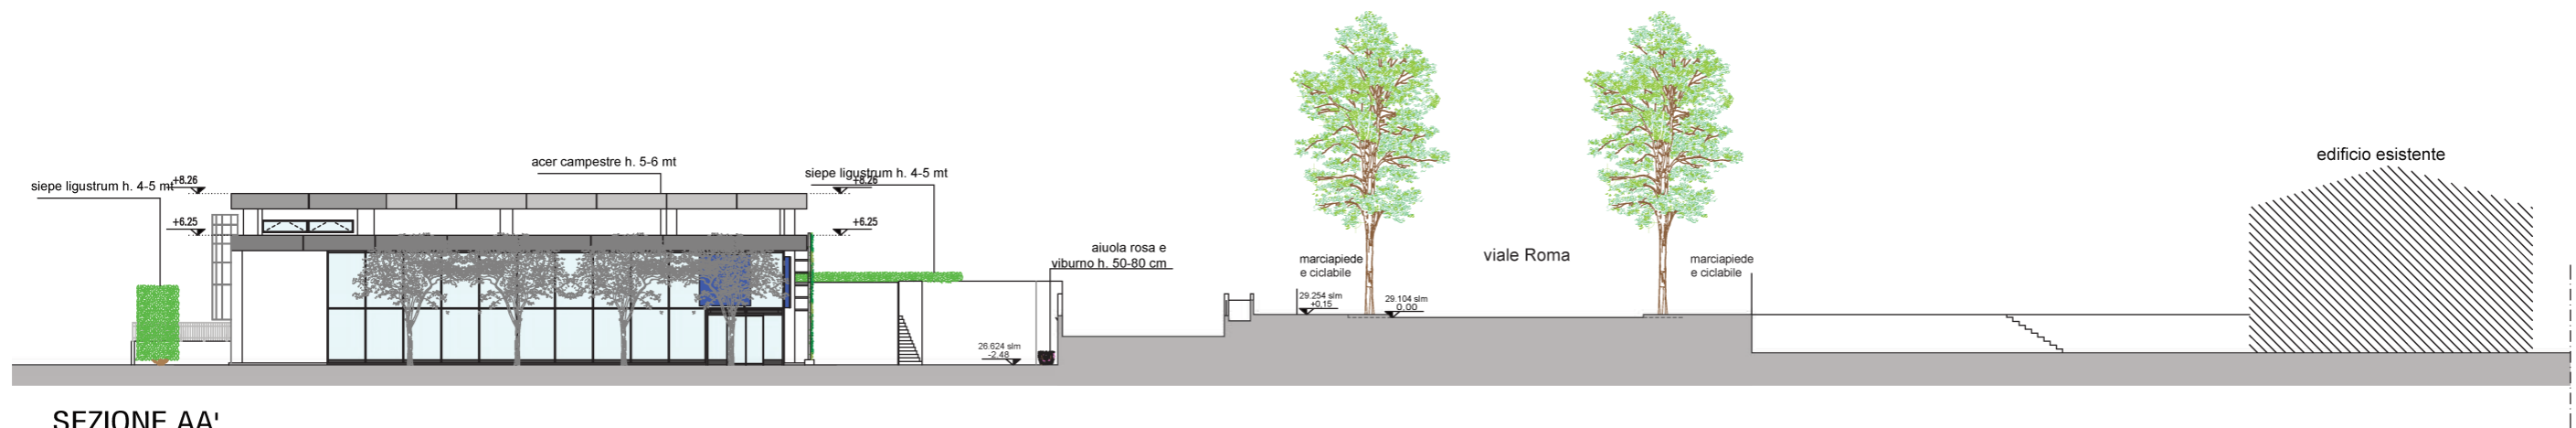 edificio esistente
acer campestre h. 5-6 mt
siepe ligustrum h. 4-5 mt
siepe ligustrum h. 4-5 mt
+8.26
+8.26
+6.25
+6.25
aiuola rosa e
viburno h. 50-80 cm
marciapiede
e ciclabile
viale Roma
marciapiede
e ciclabile
29.254 slm
+0.15
29.104 slm
0.00
26.624 slm
-2.48
SEZIONE AA'